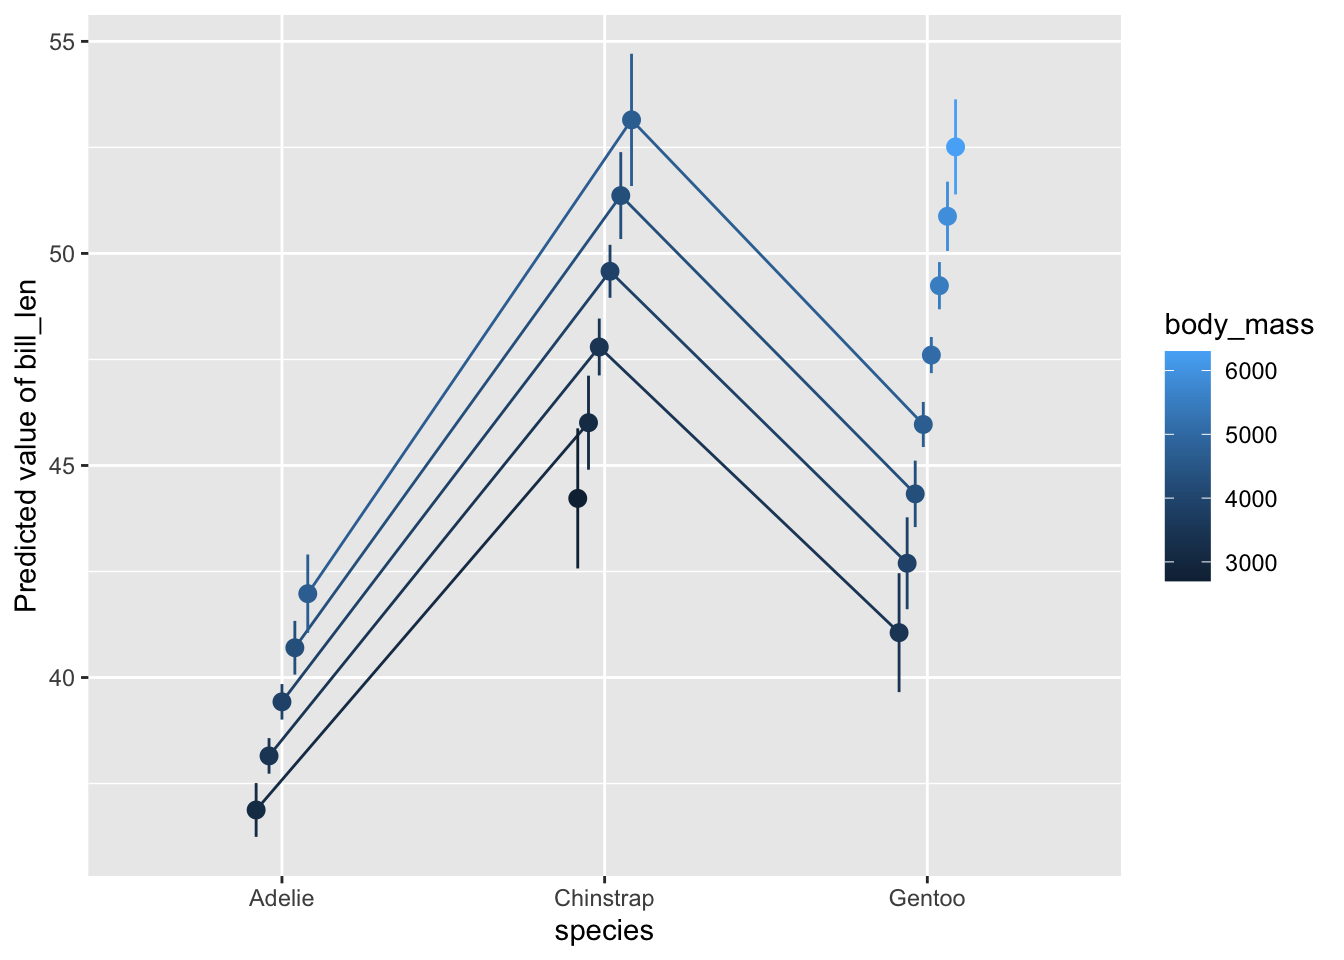 55
50
45
40
Predicted value of bill_len
Adelie
Chinstrap
Gentoo
species
body_mass
6000
5000
4000
3000